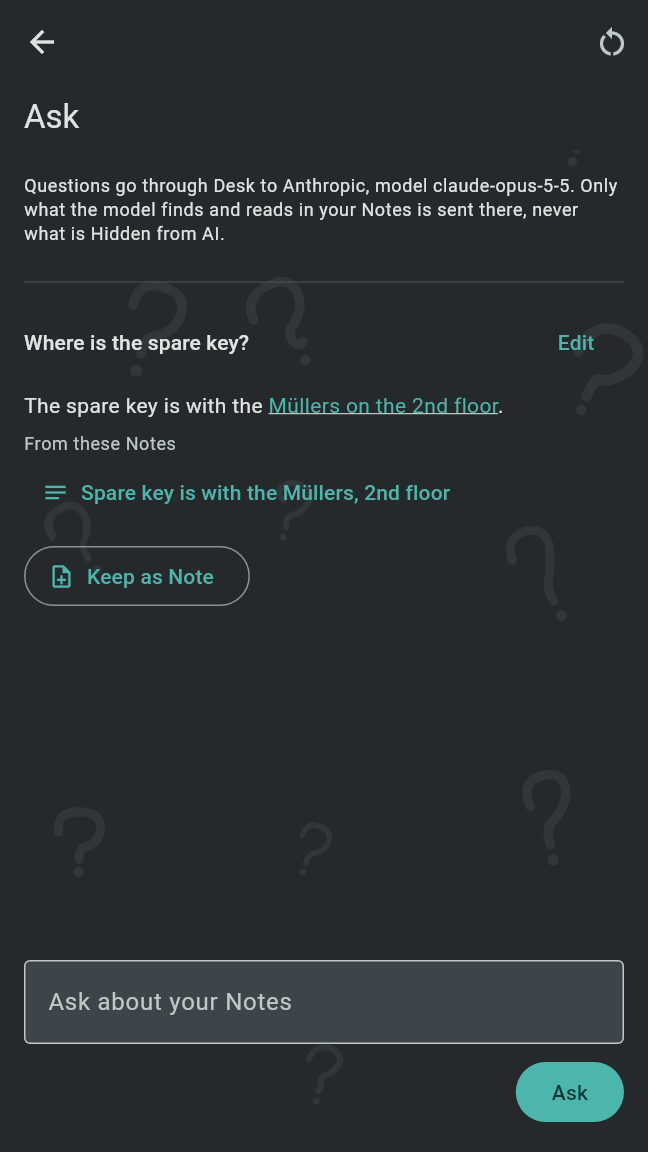 Ask
Questions go through Desk to Anthropic, model claude-opus-5-5. Only
what the model finds and reads in your Notes is sent there, never
what is Hidden from AI.
Where is the spare key?
Edit
The spare key is with the Müllers on the 2nd floor.
From these Notes
Spare key is with the Müllers, 2nd floor
Keep as Note
Ask about your Notes
Ask